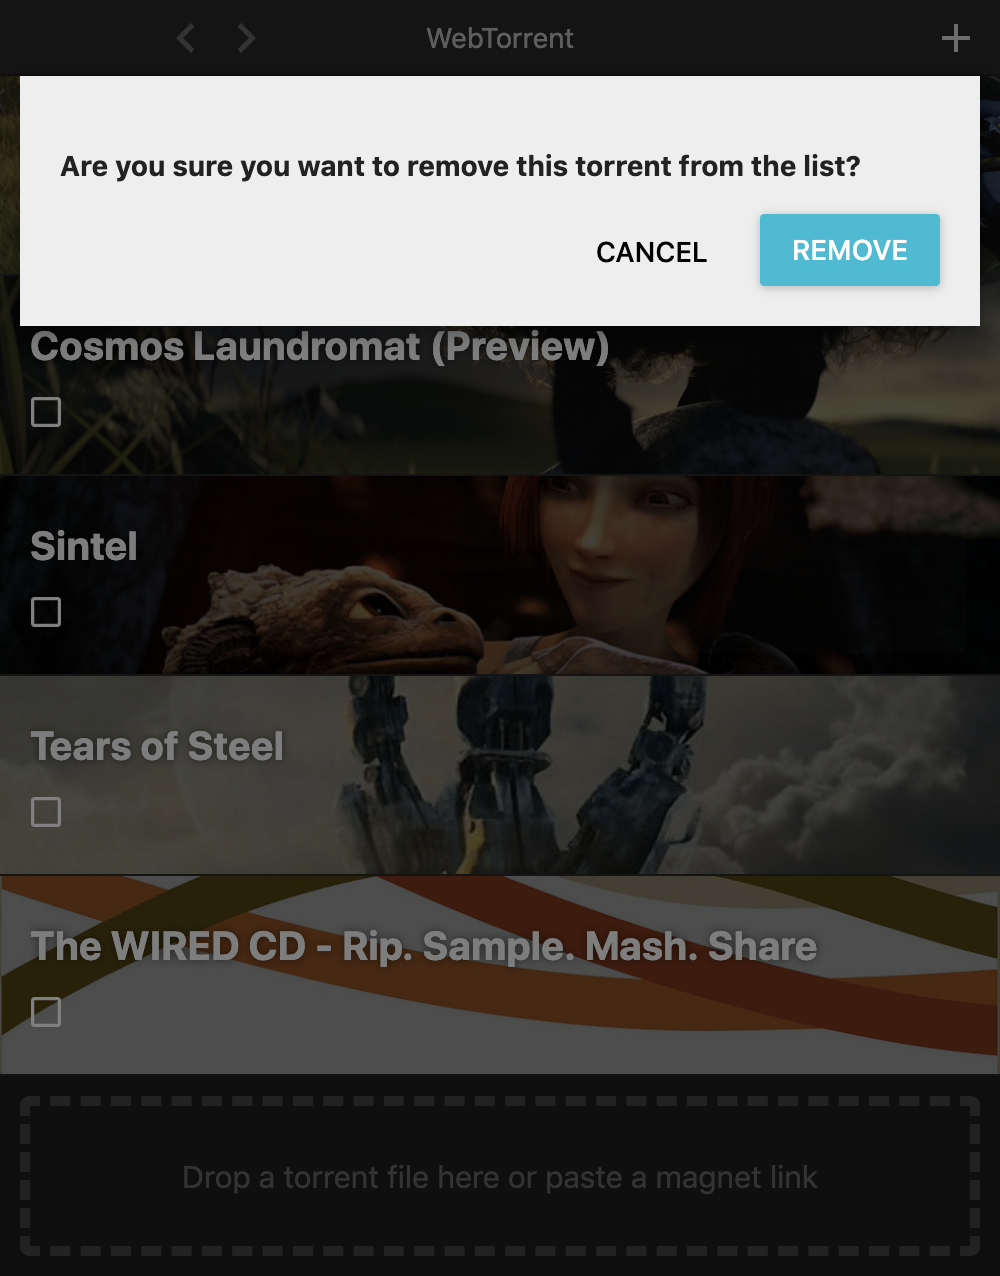 WebTorrent
Are you sure you want to remove this torrent from the list?
CANCEL REMOVE
Cosmos Laundromat (Preview)
Sintel
Tears of Steel
The WIRED CD - Rip. Sample. Mash. Share
Drop a torrent file here or paste a magnet link